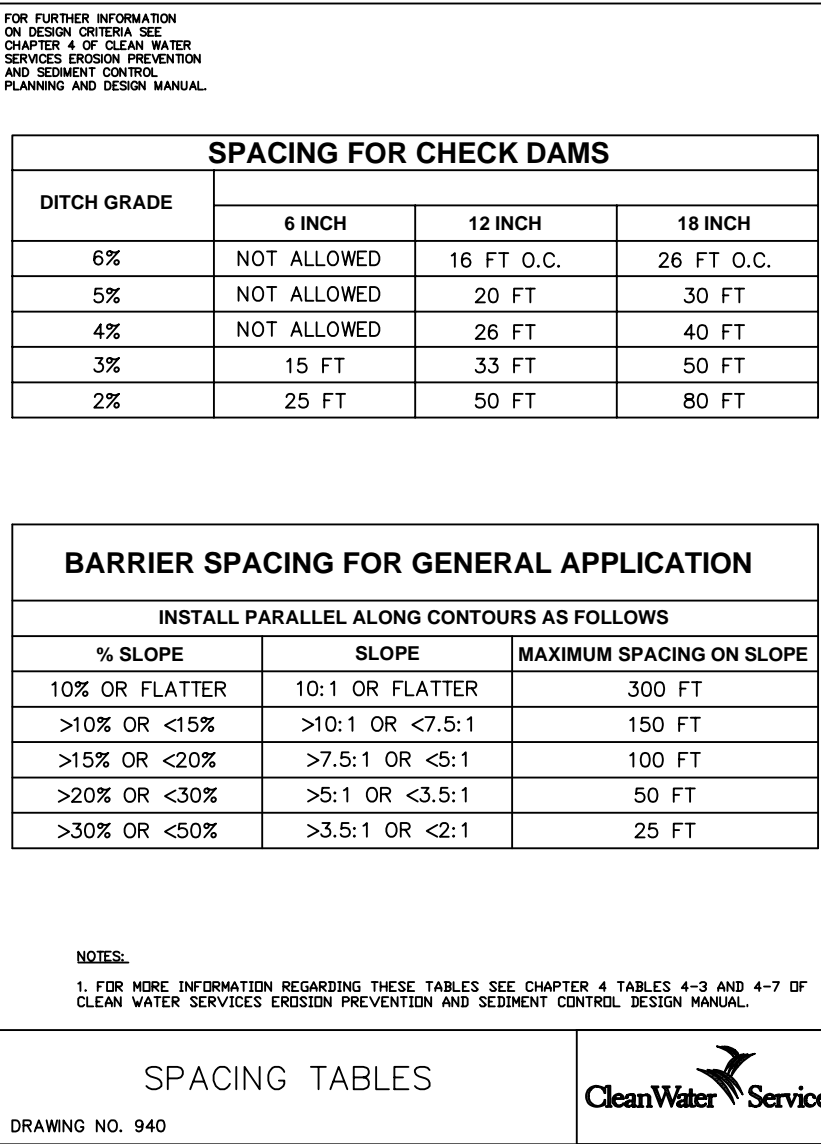 FOR FURTHER INFORMATION
ON DESIGN CRITERIA SEE
CHAPTER 4 OF CLEAN WATER
SERVICES EROSION PREVENTION
AND SEDIMENT CONTROL
PLANNING AND DESIGN MANUAL.
SPACING FOR CHECK DAMS
DITCH GRADE
6 INCH 12 INCH 18 INCH
6% NOT ALLOWED 16 FT O.C. 26 FT O.C.
5% NOT ALLOWED 20 FT 30 FT
4% NOT ALLOWED 26 FT 40 FT
3% 15 FT 33 FT 50 FT
2% 25 FT 50 FT 80 FT
BARRIER SPACING FOR GENERAL APPLICATION
INSTALL PARALLEL ALONG CONTOURS AS FOLLOWS
% SLOPE SLOPE MAXIMUM SPACING ON SLOPE
10% OR FLATTER 10:1 OR FLATTER 300 FT
>10% OR <15% >10:1 OR <7.5:1 150 FT
>15% OR <20% >7.5:1 OR <5:1 100 FT
>20% OR <30% >5:1 OR <3.5:1 50 FT
>30% OR <50% >3.5:1 OR <2:1 25 FT
NOTES:
1. FOR MORE INFORMATION REGARDING THESE TABLES SEE CHAPTER 4 TABLES 4-3 AND 4-7 OF
CLEAN WATER SERVICES EROSION PREVENTION AND SEDIMENT CONTROL DESIGN MANUAL.
SPACING TABLES
DRAWING NO. 940
CleanWater Service